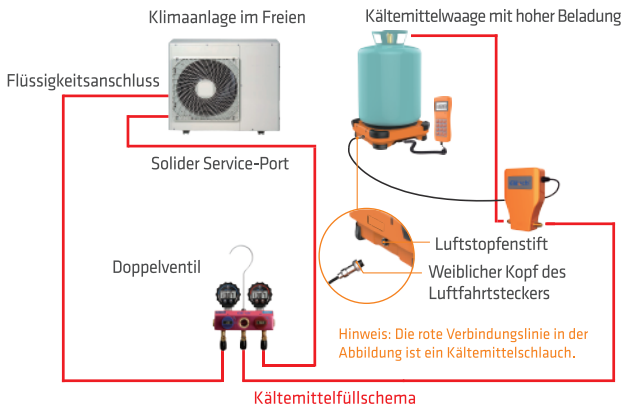 Klimaanlage im Freien
Kältemittelwaage mit hoher Beladung
Flüssigkeitsanschluss
Solider Service-Port
Luftstopfenstift
Doppelventil
Weiblicher Kopf des
Luftfahrtsteckers
Hinweis: Die rote Verbindungslinie in der
Abbildung ist ein Kältemittelschlauch.
Kältemittelfüllschema